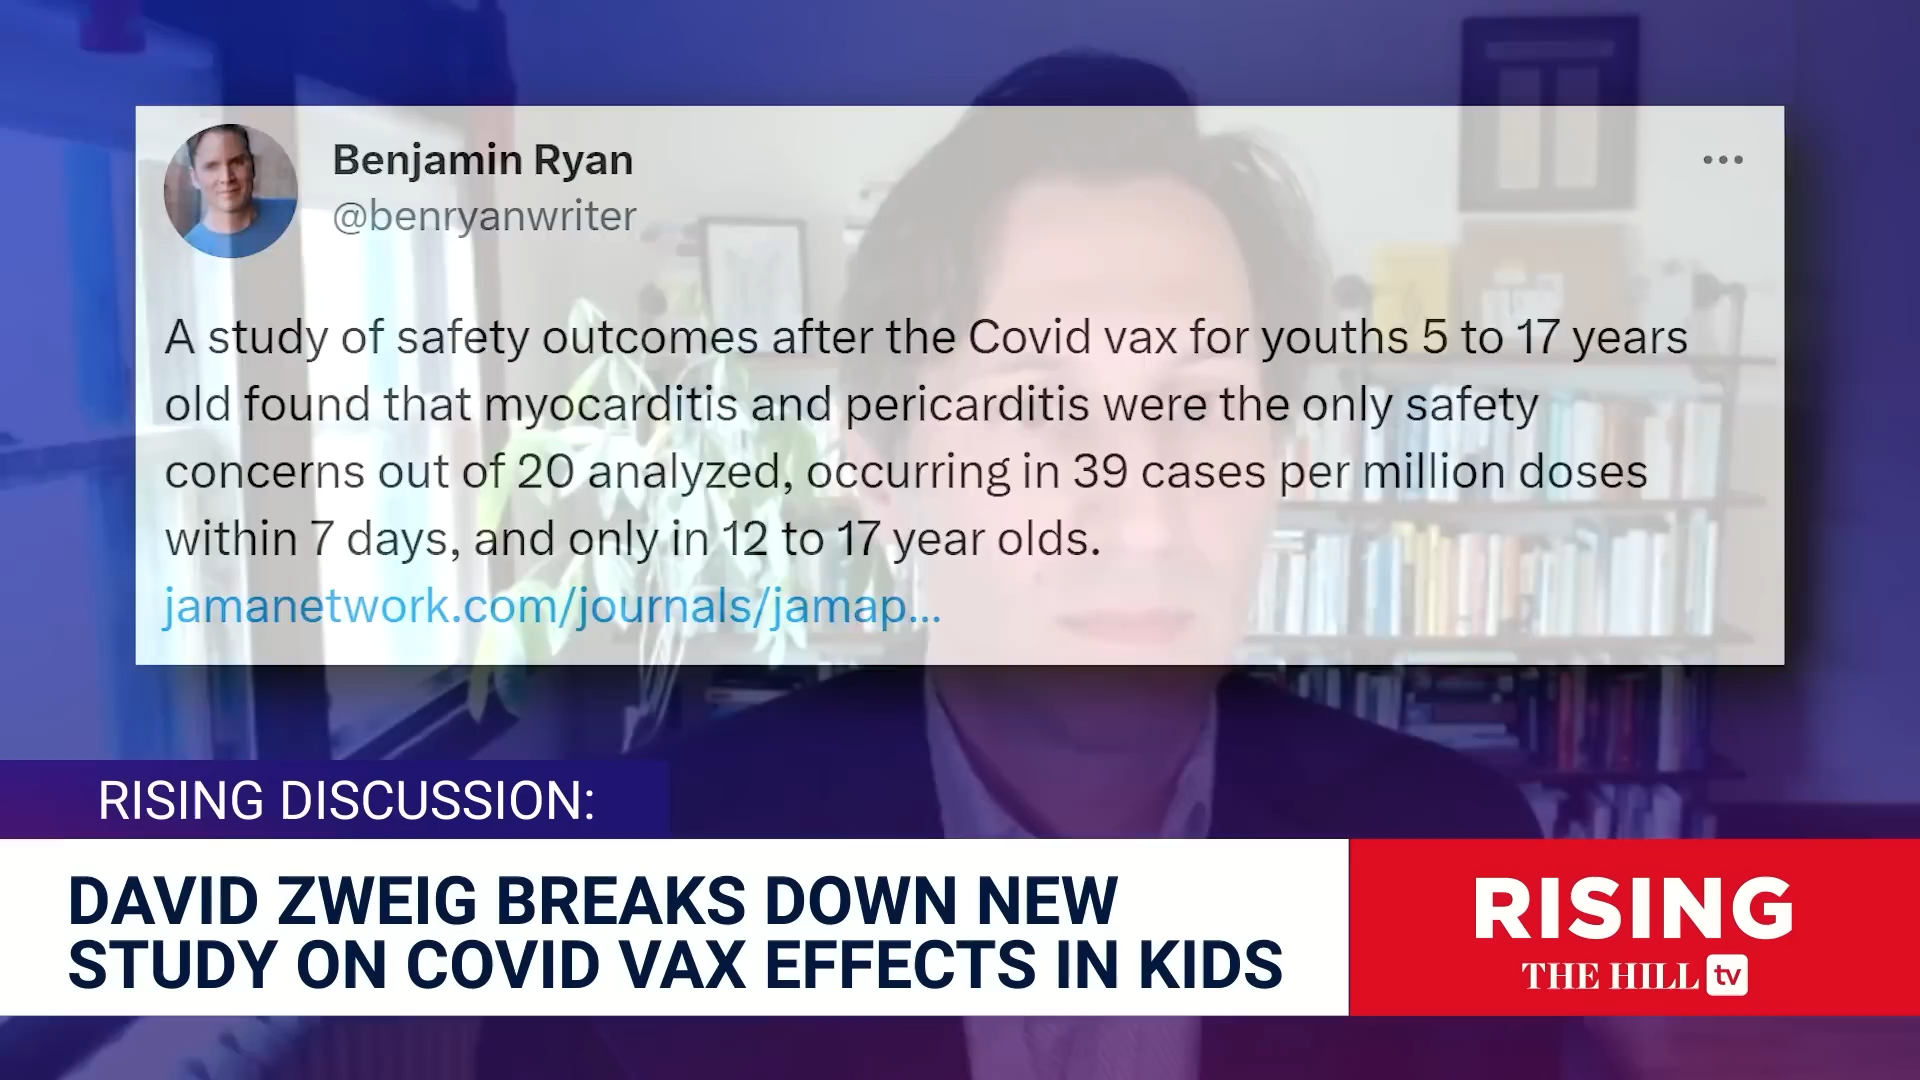 Benjamin Ryan
@benryanwriter
A study of safety outcomes after the Covid vax for youths 5 to 17 years
old found that myocarditis and pericarditis were the only safety
concerns out of 20 analyzed, occurring in 39 cases per million doses
within 7 days, and only in 12 to 17 year olds.
jamanetwork.com/journals/jamap...
RISING DISCUSSION:
DAVID ZWEIG BREAKS DOWN NEW
STUDY ON COVID VAX EFFECTS IN KIDS
RISING
THE HILL tv